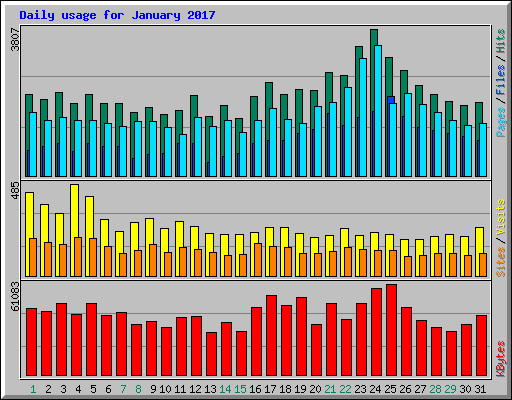 Daily usage for January 2017
3807
485
61083
Pages / Files / Hits
Sites / Visits
KBytes
1 2 3 4 5 6 7 8 9 10 11 12 13 14 15 16 17 18 19 20 21 22 23 24 25 26 27 28 29 30 31